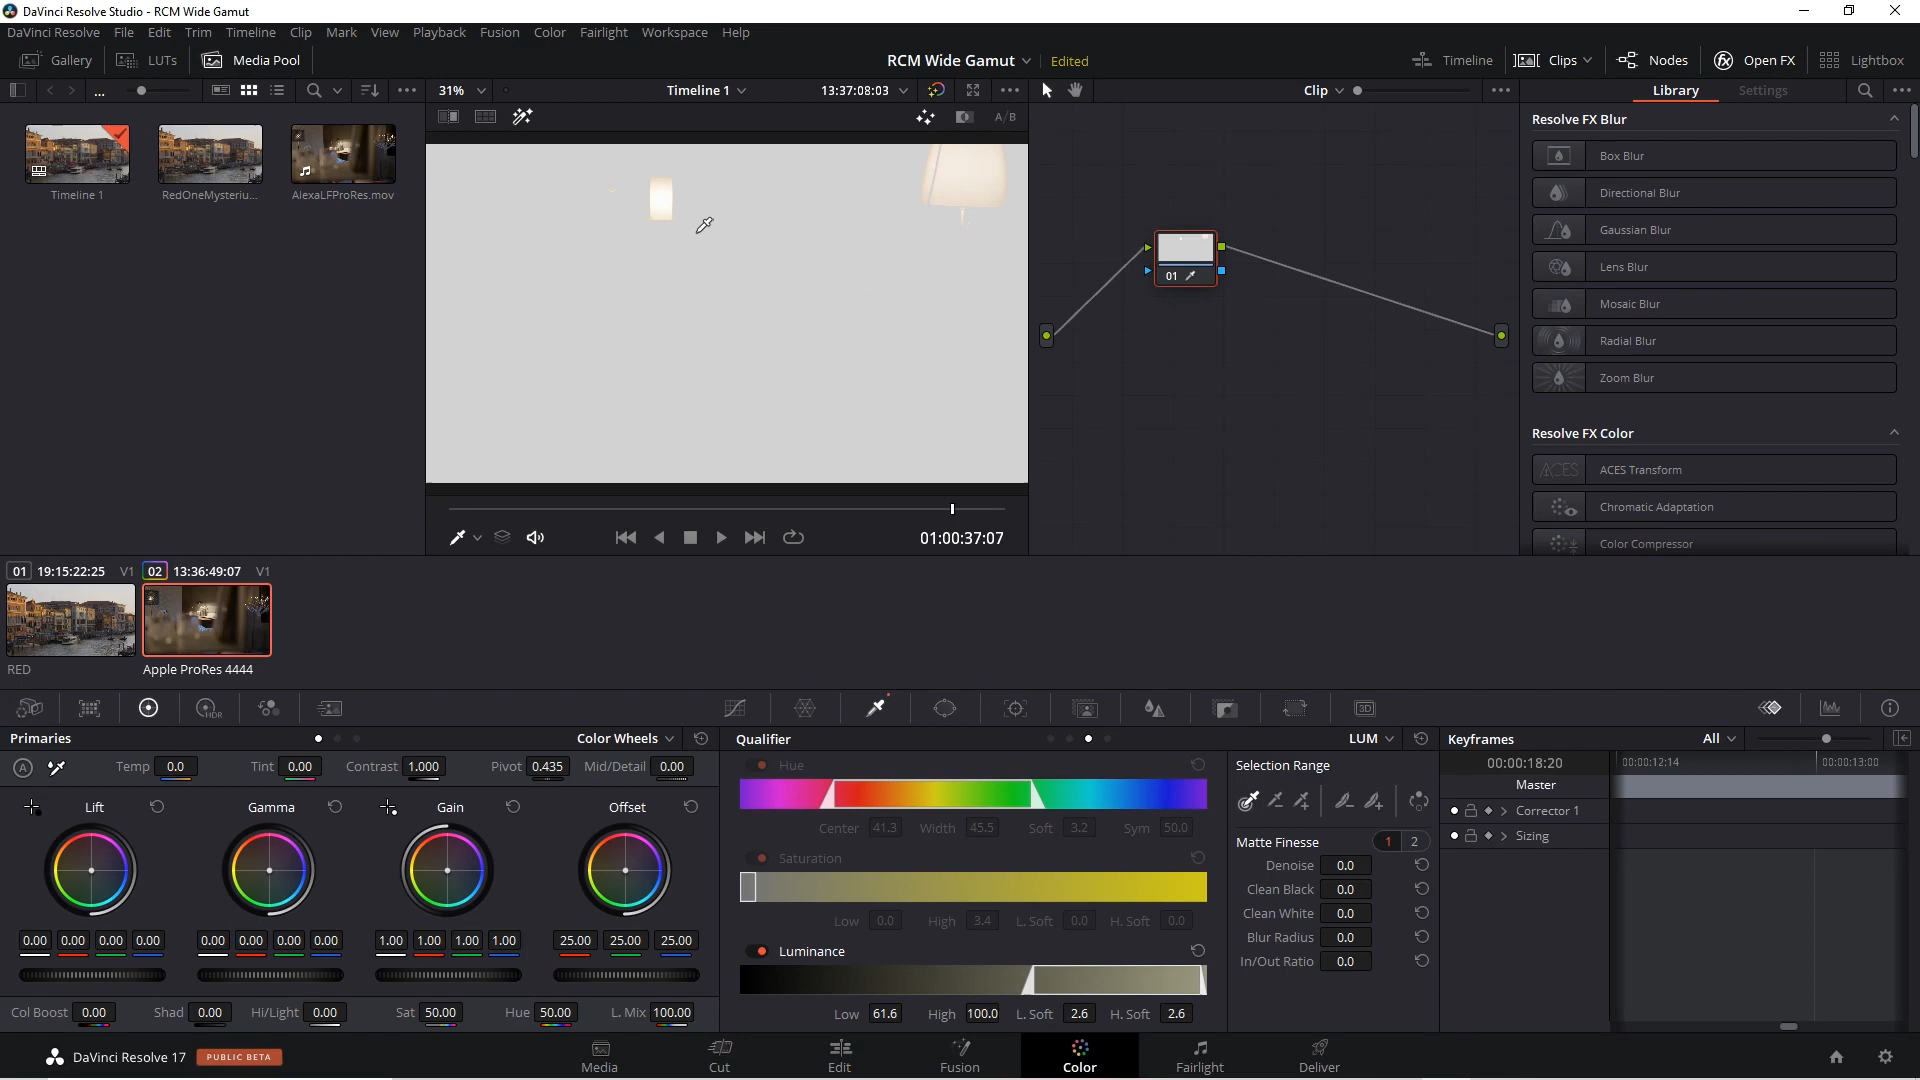 DaVinci Resolve Studio - RCM Wide Gamut
DaVinci Resolve File Edit Trim Timeline Clip Mark View Playback Fusion Color Fairlight Workspace Help
Gallery LUTs Media Pool RCM Wide Gamut Edited Timeline Clips Nodes Open FX Lightbox
... 31% Timeline 1 13:37:08:03 Clip Library Settings
A/B
Resolve FX Blur
Box Blur
Directional Blur
Gaussian Blur
Lens Blur
Mosaic Blur
Radial Blur
Zoom Blur
Resolve FX Color
ACES ACES Transform
Chromatic Adaptation
Color Compressor
Timeline 1 RedOneMysteriu... AlexaLFProRes.mov
01
01:00:37:07
01 19:15:22:25 V1 02 13:36:49:07 V1
RED Apple ProRes 4444
HDR 3D
Primaries Color Wheels Qualifier LUM Keyframes All
A Temp 0.0 Tint 0.00 Contrast 1.000 Pivot 0.435 Mid/Detail 0.00
Lift Gamma Gain Offset
0.00 0.00 0.00 0.00 0.00 0.00 0.00 0.00 1.00 1.00 1.00 1.00 25.00 25.00 25.00
Col Boost 0.00 Shad 0.00 Hi/Light 0.00 Sat 50.00 Hue 50.00 L. Mix 100.00
Hue
Center 41.3 Width 45.5 Soft 3.2 Sym 50.0
Saturation
Low 0.0 High 3.4 L. Soft 0.0 H. Soft 0.0
Luminance
Low 61.6 High 100.0 L. Soft 2.6 H. Soft 2.6
Selection Range
Matte Finesse 1 2
Denoise 0.0
Clean Black 0.0
Clean White 0.0
Blur Radius 0.0
In/Out Ratio 0.0
00:00:18:20 00:00:12:14 00:00:13:00
Master
Corrector 1
Sizing
DaVinci Resolve 17 PUBLIC BETA Media Cut Edit Fusion Color Fairlight Deliver